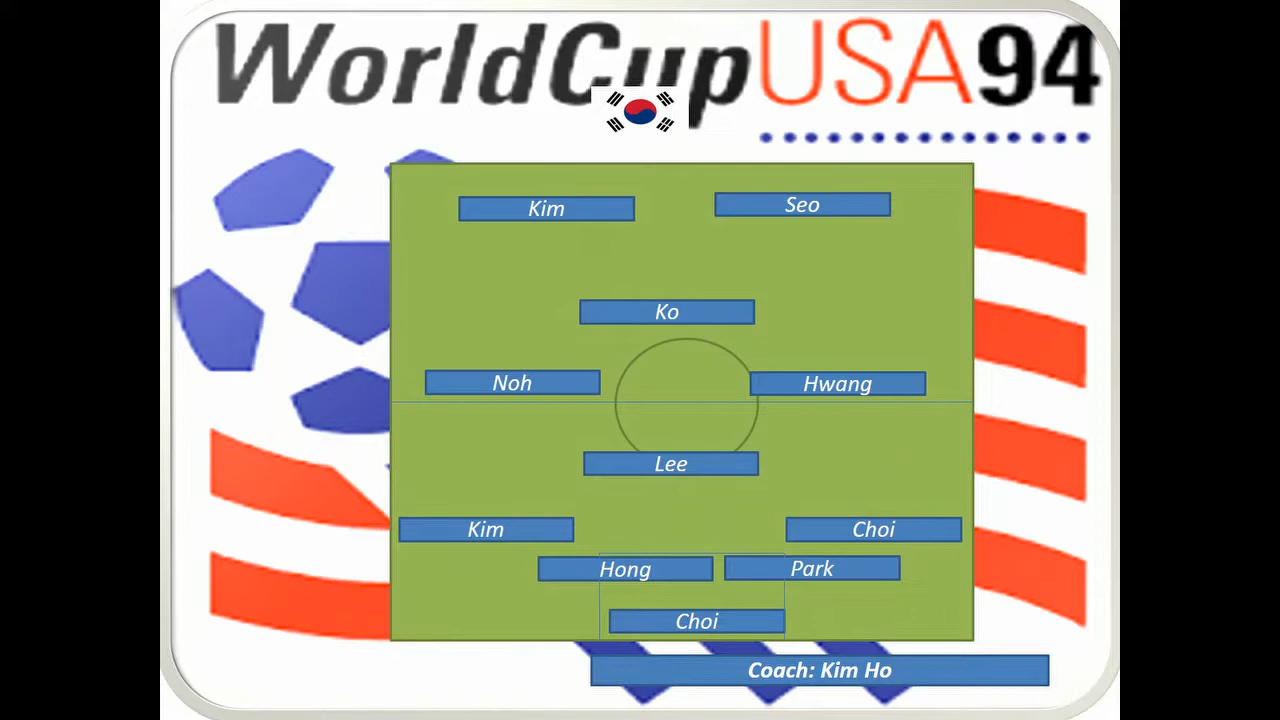 WorldCupUSA94
Kim
Seo
Ko
Noh
Hwang
Lee
Kim
Choi
Hong
Park
Choi
Coach: Kim Ho